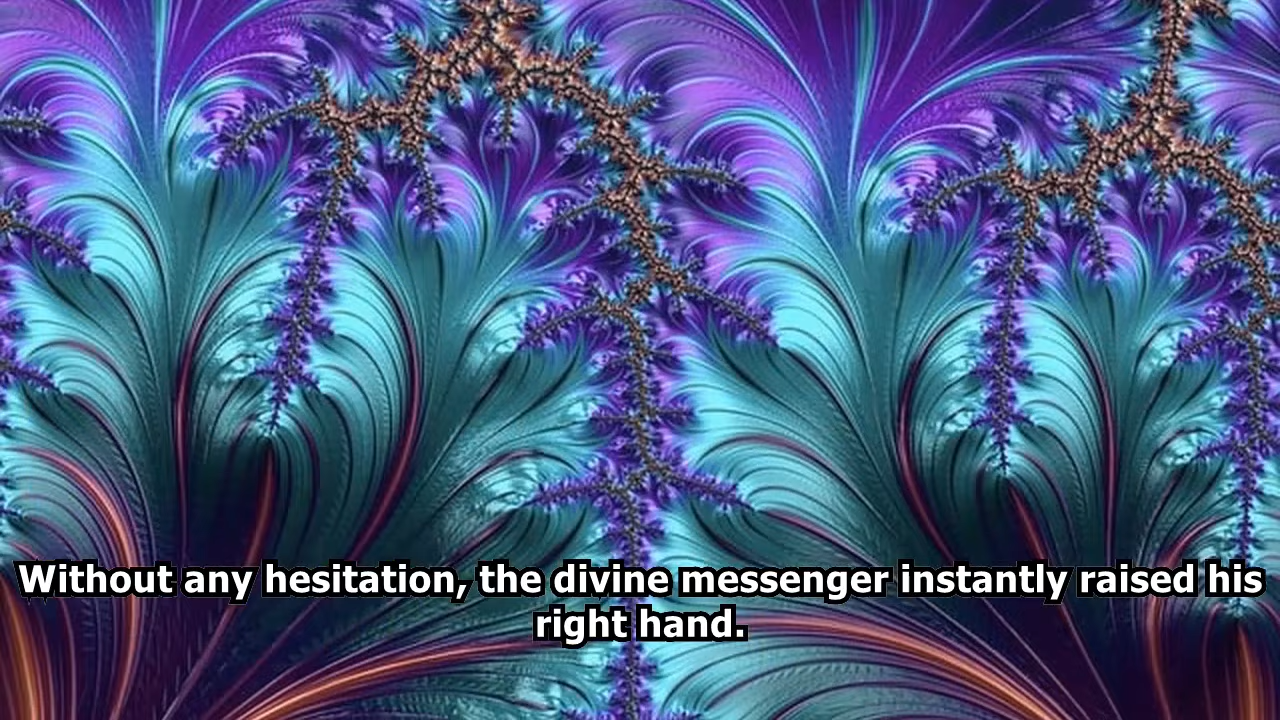 Without any hesitation, the divine messenger instantly raised his
right hand.